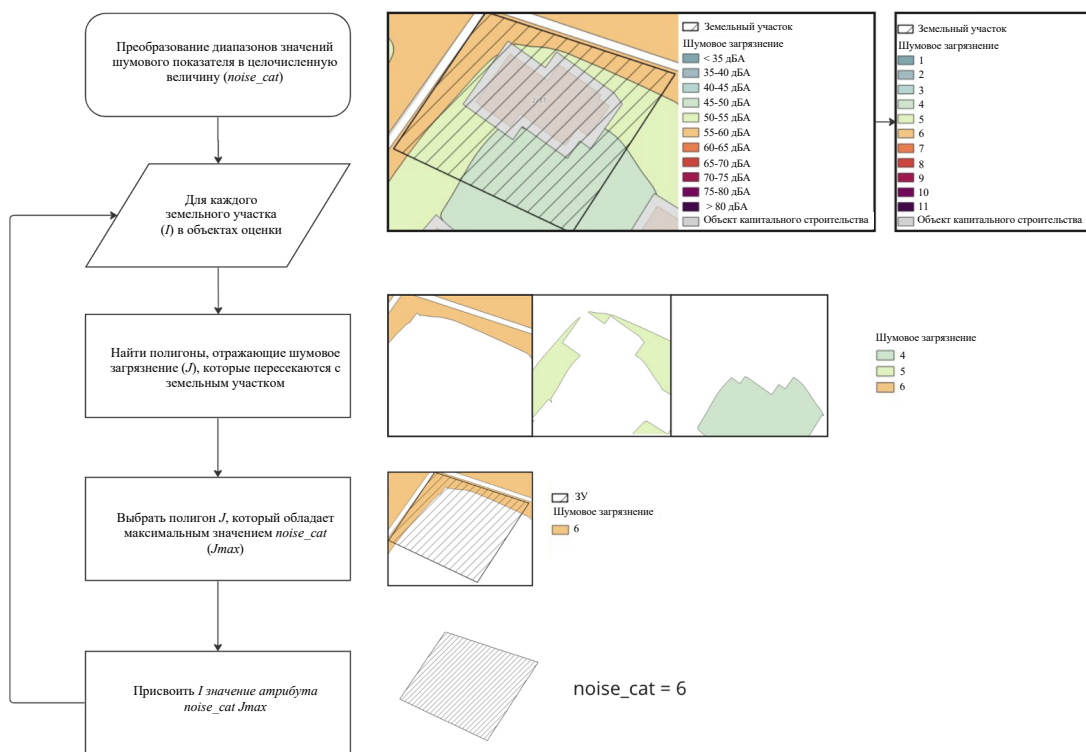 Преобразование диапазонов значений
шумового показателя в целочисленную
величину (noise_cat)
Для каждого
земельного участка
(I) в объектах оценки
Найти полигоны, отражающие шумовое
загрязнение (J), которые пересекаются с
земельным участком
Выбрать полигон J, который обладает
максимальным значением noise_cat
(Jmax)
Присвоить I значение атрибута
noise_cat Jmax
Земельный участок
Шумовое загрязнение
< 35 дБА
35-40 дБА
40-45 дБА
45-50 дБА
50-55 дБА
55-60 дБА
60-65 дБА
65-70 дБА
70-75 дБА
75-80 дБА
> 80 дБА
Объект капитального строительства
Земельный участок
Шумовое загрязнение
1
2
3
4
5
6
7
8
9
10
11
Объект капитального строительства
Шумовое загрязнение
4
5
6
ЗУ
Шумовое загрязнение
6
noise_cat = 6